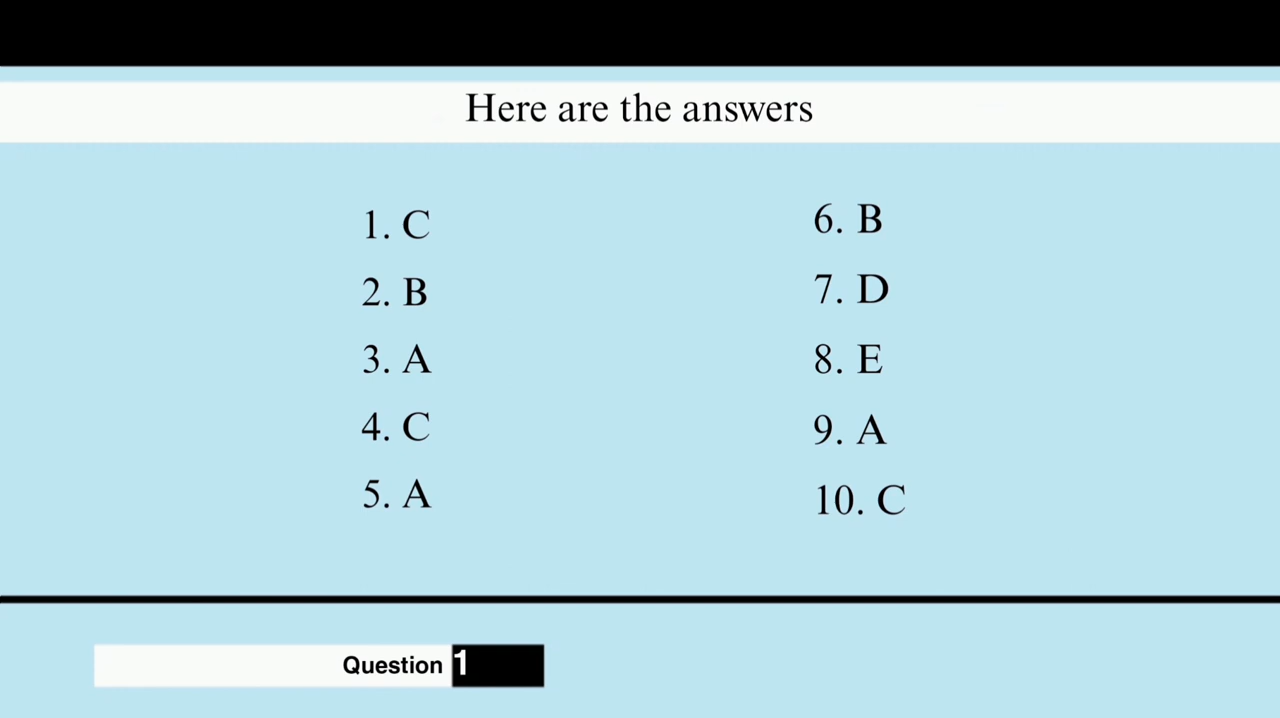 Here are the answers
1. C
2. B
3. A
4. C
5. A
6. B
7. D
8. E
9. A
10. C
Question 1